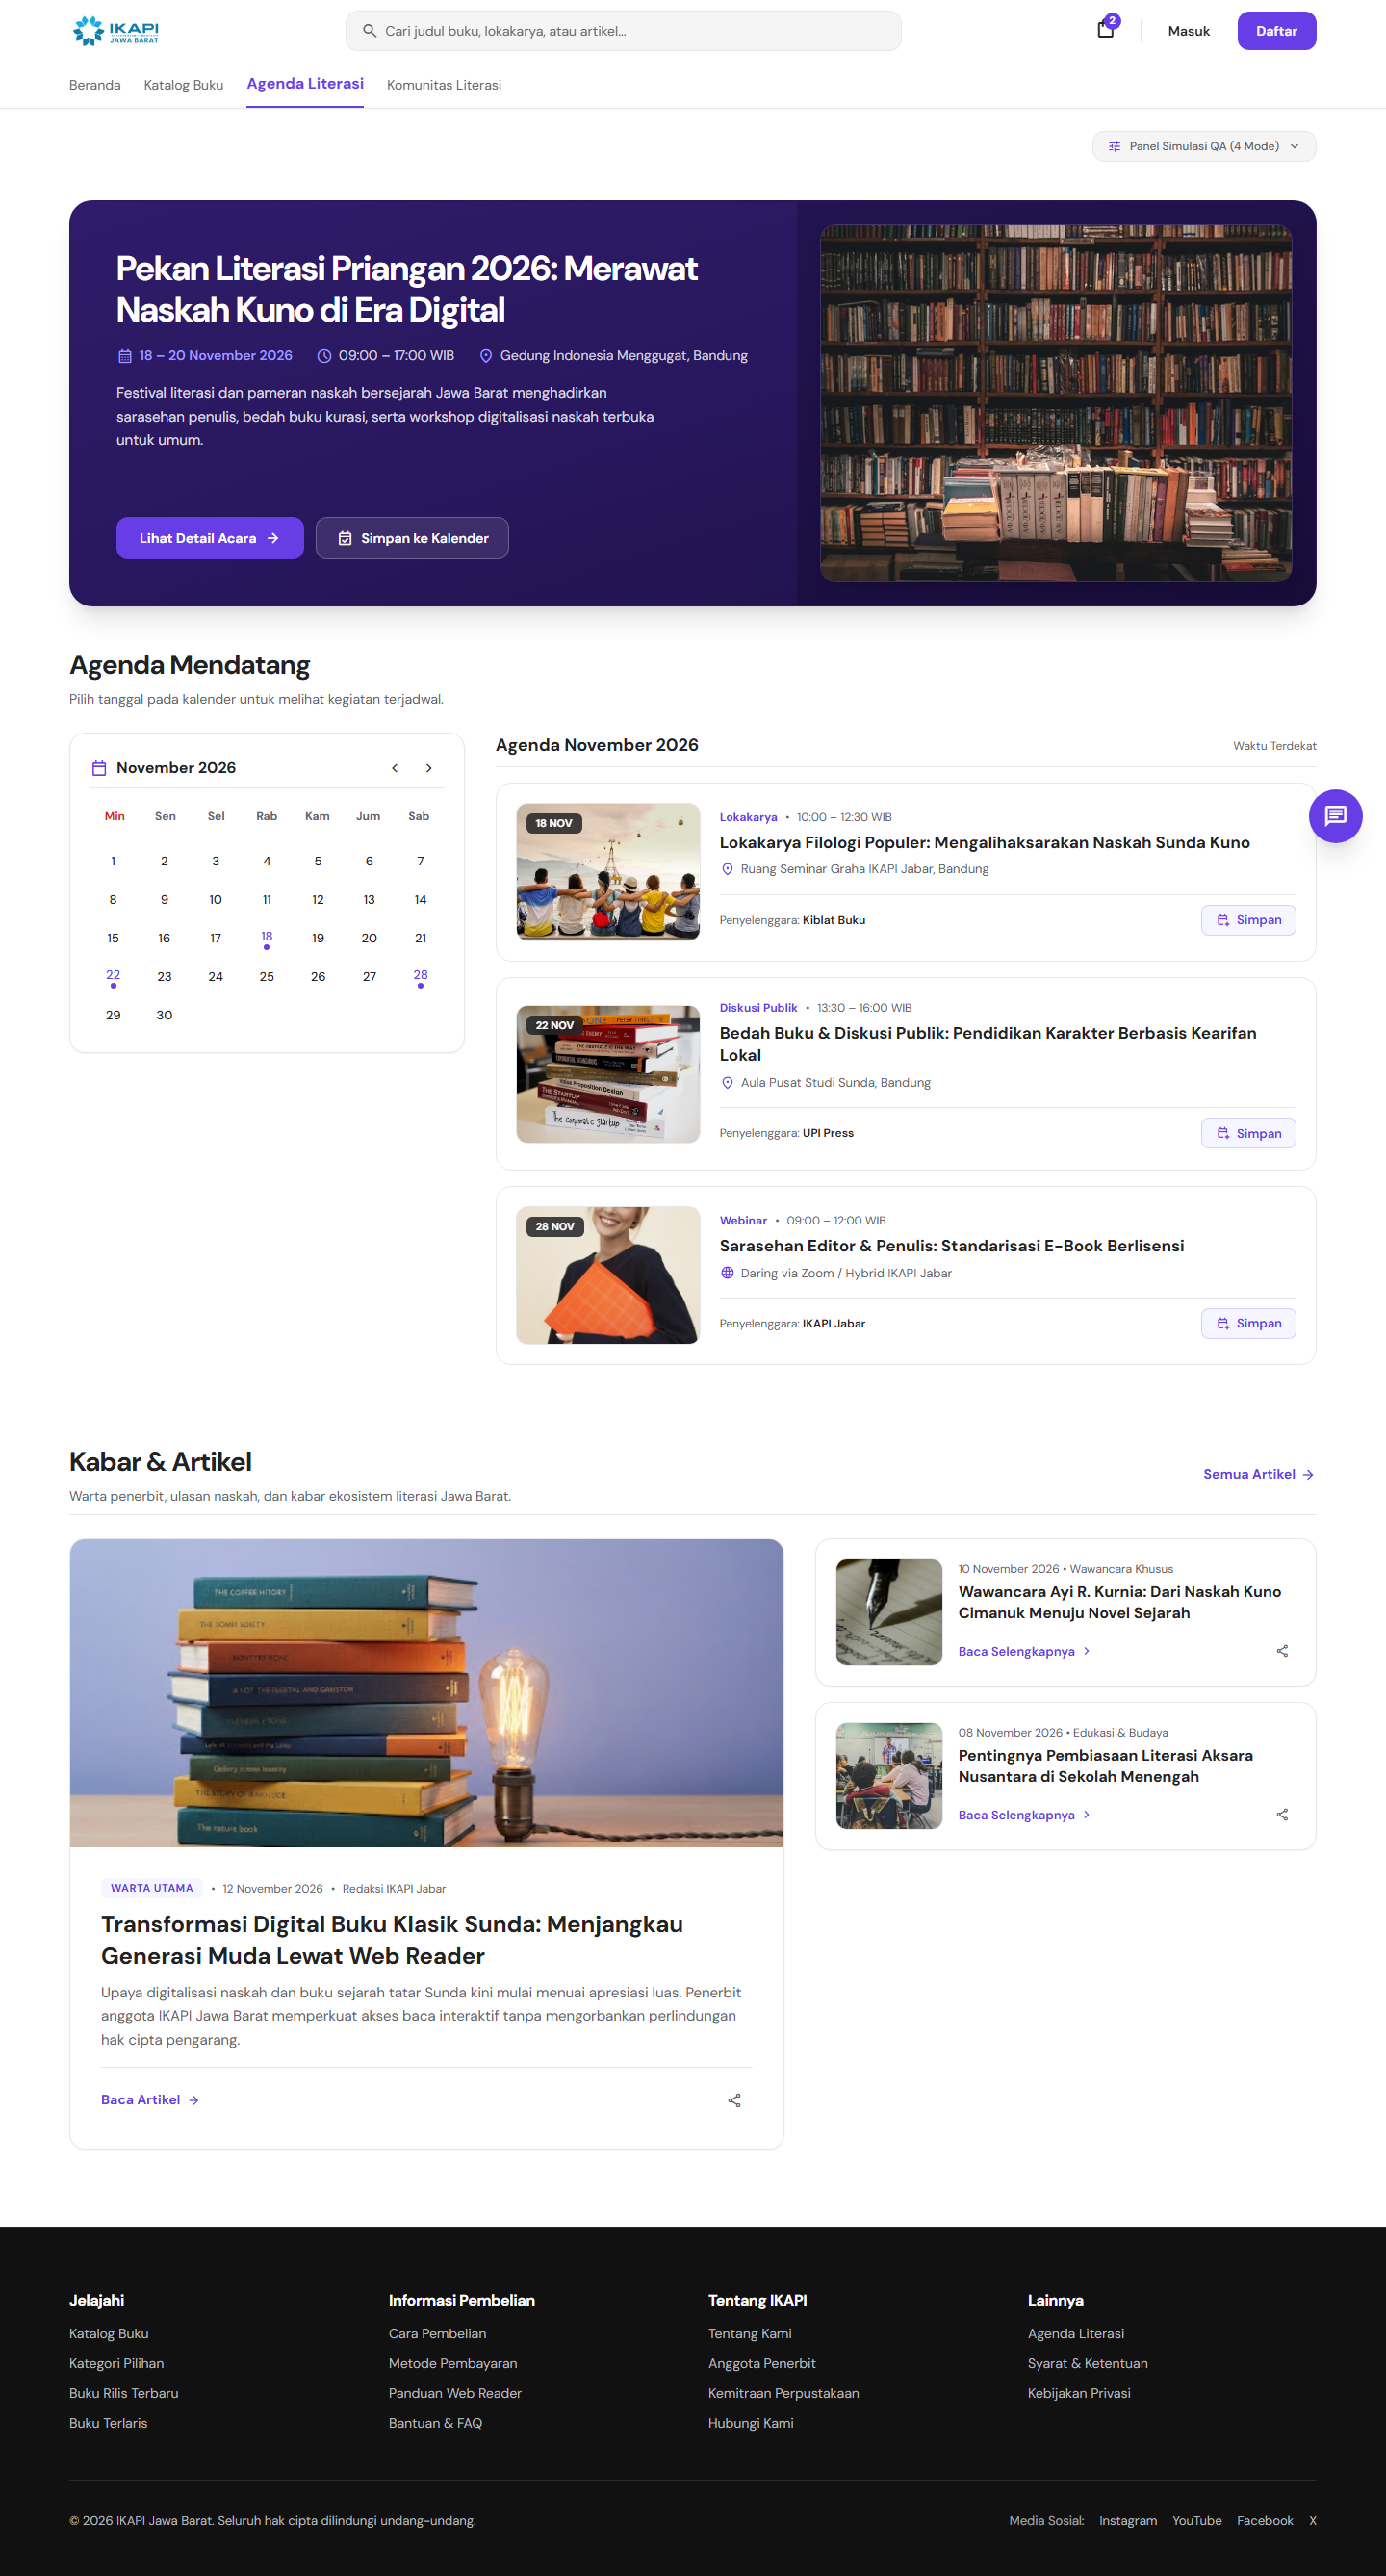 IKAPI
JAWA BARAT
Cari judul buku, lokakarya, atau artikel...
2
Masuk
Daftar
Beranda
Katalog Buku
Agenda Literasi
Komunitas Literasi
Panel Simulasi QA (4 Mode)
Pekan Literasi Priangan 2026: Merawat
Naskah Kuno di Era Digital
18 – 20 November 2026
09:00 – 17:00 WIB
Gedung Indonesia Menggugat, Bandung
Festival literasi dan pameran naskah bersejarah Jawa Barat menghadirkan
sarasehan penulis, bedah buku kurasi, serta workshop digitalisasi naskah terbuka
untuk umum.
Lihat Detail Acara
Simpan ke Kalender
Agenda Mendatang
Pilih tanggal pada kalender untuk melihat kegiatan terjadwal.
November 2026
Min Sen Sel Rab Kam Jum Sab
1 2 3 4 5 6 7
8 9 10 11 12 13 14
15 16 17 18 19 20 21
22 23 24 25 26 27 28
29 30
Agenda November 2026
Waktu Terdekat
18 NOV
Lokakarya • 10:00 – 12:30 WIB
Lokakarya Filologi Populer: Mengalihaksarakan Naskah Sunda Kuno
Ruang Seminar Graha IKAPI Jabar, Bandung
Penyelenggara: Kiblat Buku
Simpan
22 NOV
Value Proposition Design
THE STARTUP
The corporate startup
Diskusi Publik • 13:30 – 16:00 WIB
Bedah Buku & Diskusi Publik: Pendidikan Karakter Berbasis Kearifan
Lokal
Aula Pusat Studi Sunda, Bandung
Penyelenggara: UPI Press
Simpan
28 NOV
Webinar • 09:00 – 12:00 WIB
Sarasehan Editor & Penulis: Standarisasi E-Book Berlisensi
Daring via Zoom / Hybrid IKAPI Jabar
Penyelenggara: IKAPI Jabar
Simpan
Kabar & Artikel
Warta penerbit, ulasan naskah, dan kabar ekosistem literasi Jawa Barat.
Semua Artikel
THE COFFEE HITORY
The nature book
WARTA UTAMA • 12 November 2026 • Redaksi IKAPI Jabar
Transformasi Digital Buku Klasik Sunda: Menjangkau
Generasi Muda Lewat Web Reader
Upaya digitalisasi naskah dan buku sejarah tatar Sunda kini mulai menuai apresiasi luas. Penerbit
anggota IKAPI Jawa Barat memperkuat akses baca interaktif tanpa mengorbankan perlindungan
hak cipta pengarang.
Baca Artikel
10 November 2026 • Wawancara Khusus
Wawancara Ayi R. Kurnia: Dari Naskah Kuno
Cimanuk Menuju Novel Sejarah
Baca Selengkapnya
08 November 2026 • Edukasi & Budaya
Pentingnya Pembiasaan Literasi Aksara
Nusantara di Sekolah Menengah
Baca Selengkapnya
Jelajahi
Katalog Buku
Kategori Pilihan
Buku Rilis Terbaru
Buku Terlaris
Informasi Pembelian
Cara Pembelian
Metode Pembayaran
Panduan Web Reader
Bantuan & FAQ
Tentang IKAPI
Tentang Kami
Anggota Penerbit
Kemitraan Perpustakaan
Hubungi Kami
Lainnya
Agenda Literasi
Syarat & Ketentuan
Kebijakan Privasi
© 2026 IKAPI Jawa Barat. Seluruh hak cipta dilindungi undang-undang.
Media Sosial: Instagram YouTube Facebook X